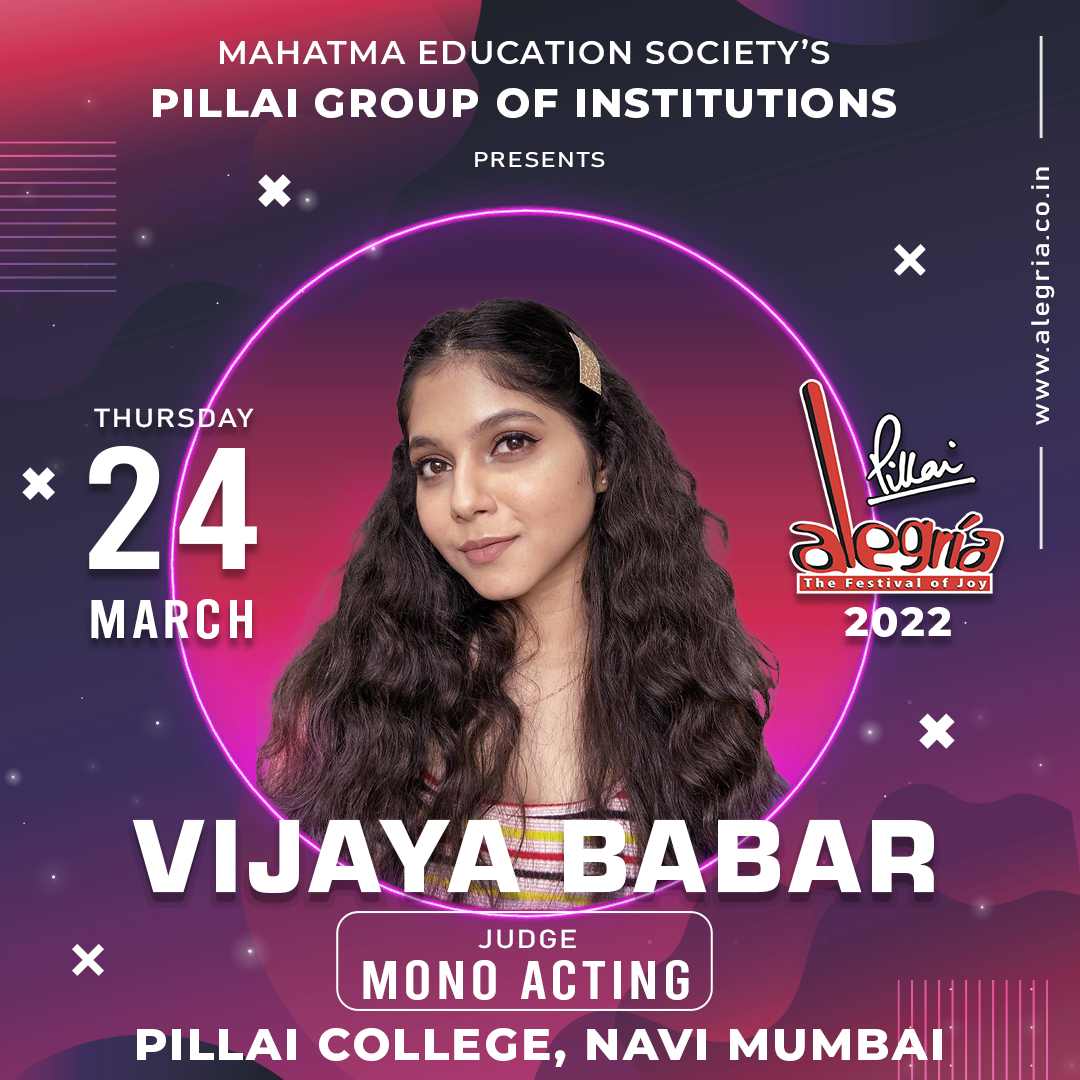 MAHATMA EDUCATION SOCIETY'S
PILLAI GROUP OF INSTITUTIONS
PRESENTS
www.alegria.co.in
THURSDAY
24
MARCH
Pillai
alegría
The Festival of Joy
2022
VIJAYA BABAR
JUDGE
MONO ACTING
PILLAI COLLEGE, NAVI MUMBAI